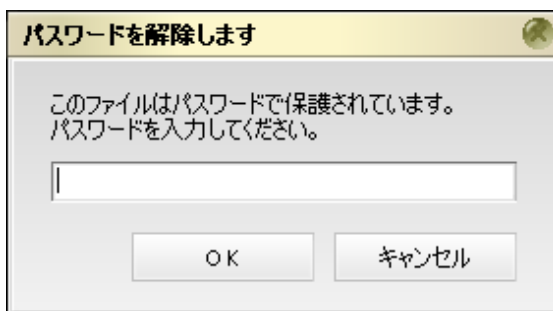 パスワードを解除します
このファイルはパスワードで保護されています。
パスワードを入力してください。
OK
キャンセル